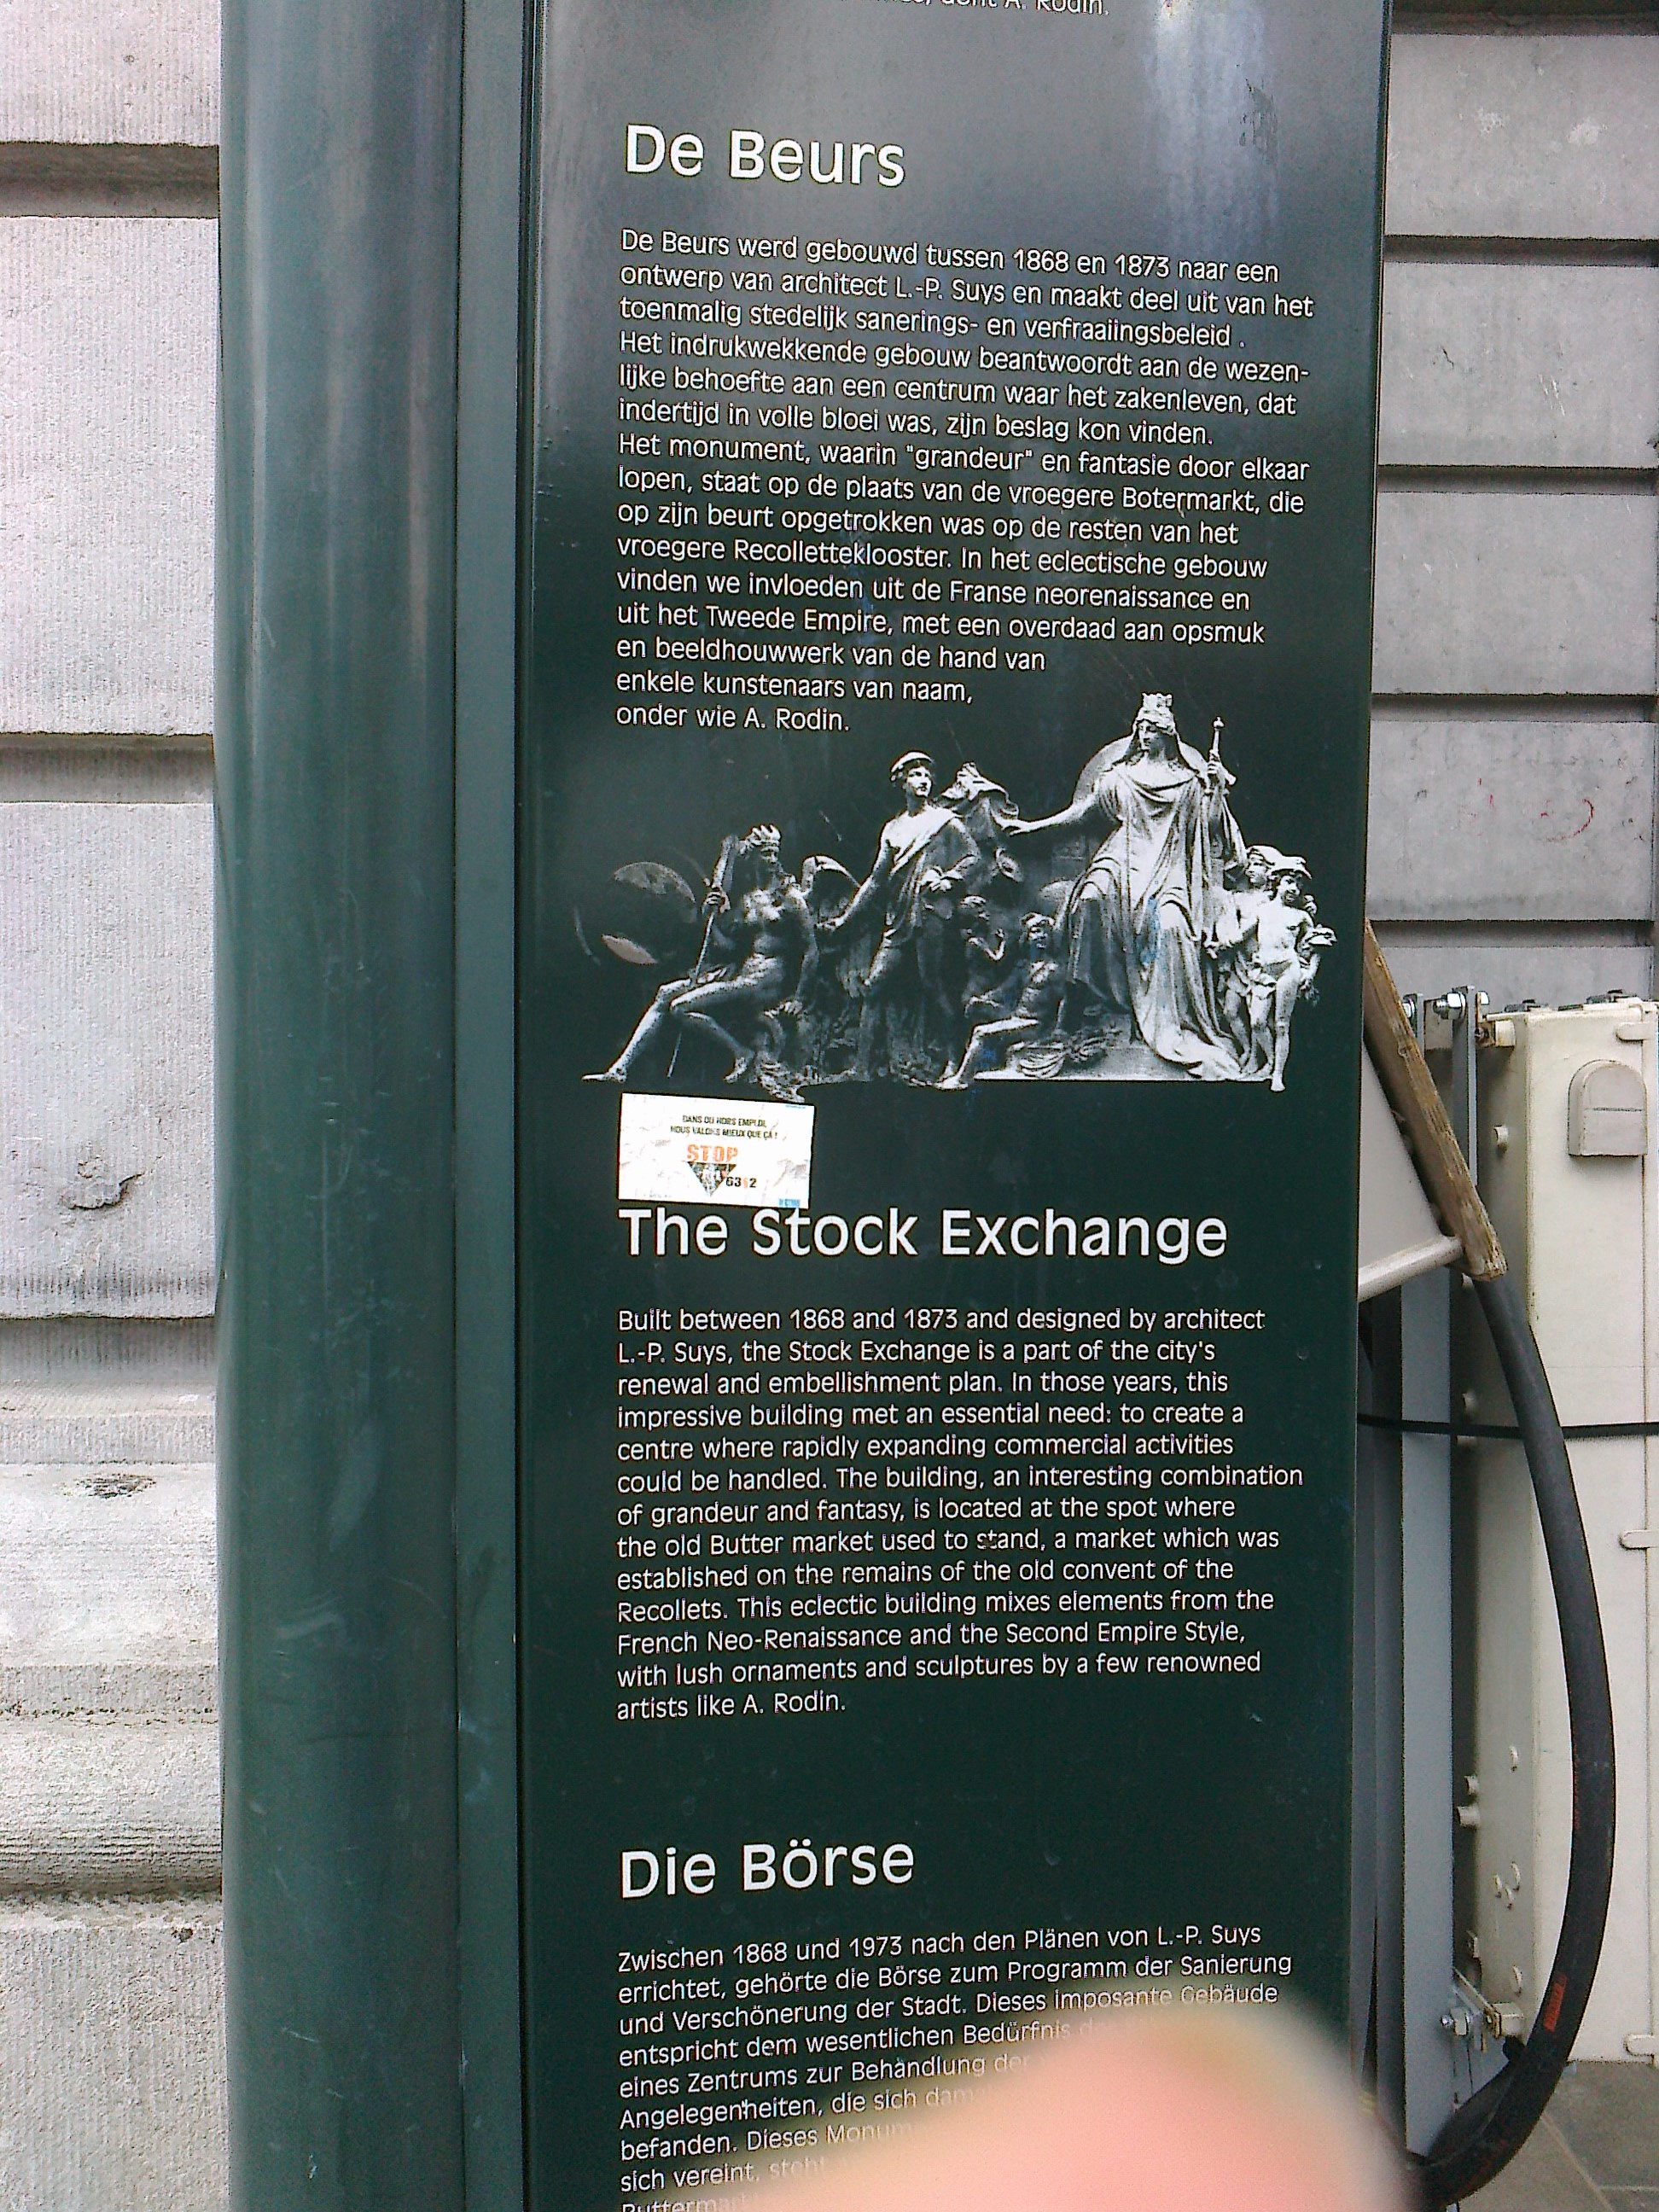 dont A. Rodin.
De Beurs
De Beurs werd gebouwd tussen 1868 en 1873 naar een
ontwerp van architect L.-P. Suys en maakt deel uit van het
toenmalig stedelijk sanerings- en verfraaiingsbeleid .
Het indrukwekkende gebouw beantwoordt aan de wezen-
lijke behoefte aan een centrum waar het zakenleven, dat
indertijd in volle bloei was, zijn beslag kon vinden.
Het monument, waarin "grandeur" en fantasie door elkaar
lopen, staat op de plaats van de vroegere Botermarkt, die
op zijn beurt opgetrokken was op de resten van het
vroegere Recolletteklooster. In het eclectische gebouw
vinden we invloeden uit de Franse neorenaissance en
uit het Tweede Empire, met een overdaad aan opsmuk
en beeldhouwwerk van de hand van
enkele kunstenaars van naam,
onder wie A. Rodin.
DANS OU HORS EMPLOI,
NOUS VALONS MIEUX QUE ÇA !
STOP
The Stock Exchange
Built between 1868 and 1873 and designed by architect
L.-P. Suys, the Stock Exchange is a part of the city's
renewal and embellishment plan. In those years, this
impressive building met an essential need: to create a
centre where rapidly expanding commercial activities
could be handled. The building, an interesting combination
of grandeur and fantasy, is located at the spot where
the old Butter market used to stand, a market which was
established on the remains of the old convent of the
Recollets. This eclectic building mixes elements from the
French Neo-Renaissance and the Second Empire Style,
with lush ornaments and sculptures by a few renowned
artists like A. Rodin.
Die Börse
Zwischen 1868 und 1973 nach den Plänen von L.-P. Suys
errichtet, gehörte die Börse zum Programm der Sanierung
und Verschönerung der Stadt. Dieses imposante Gebäude
entspricht dem wesentlichen Bedürfnis
eines Zentrums zur Behandlung der
Angelegenheiten, die sich
befanden. Dieses
sich vereint, steht